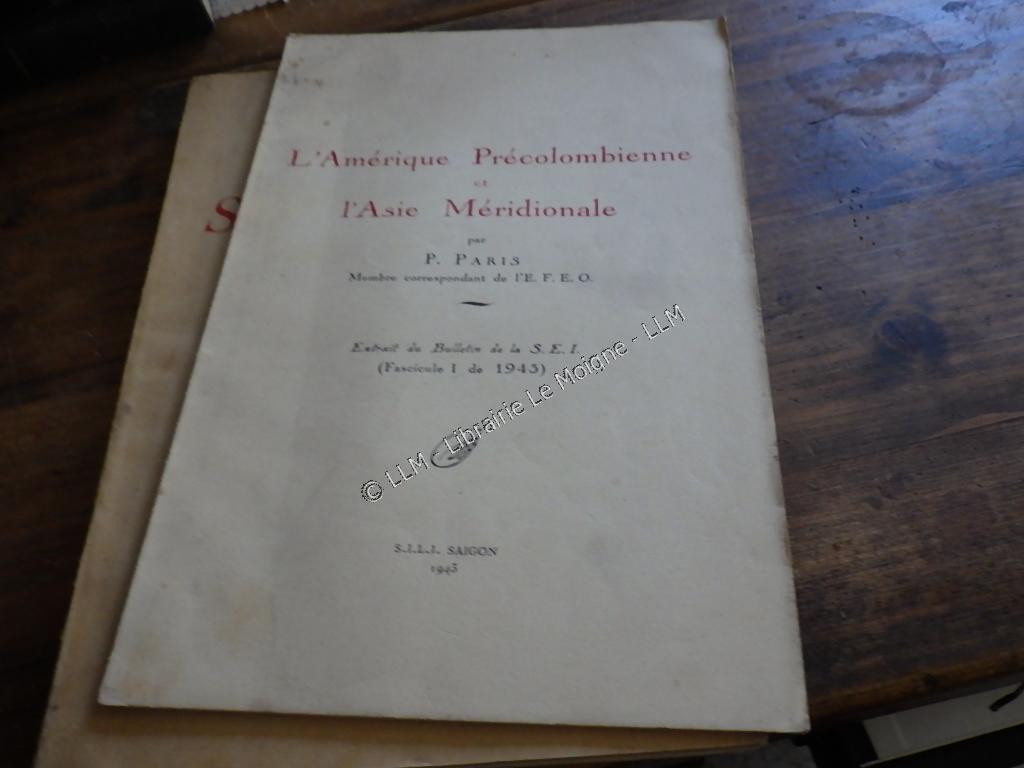 L'Amérique Précolombienne
et
l'Asie Méridionale
par
P. PARIS
Membre correspondant de l'E. F. E. O.
Extrait du Bulletin de la S. E. I.
(Fascicule I de 1943)
© LLM - Librairie Le Moigne - LLM
S.I.L.I. SAIGON
1943
S